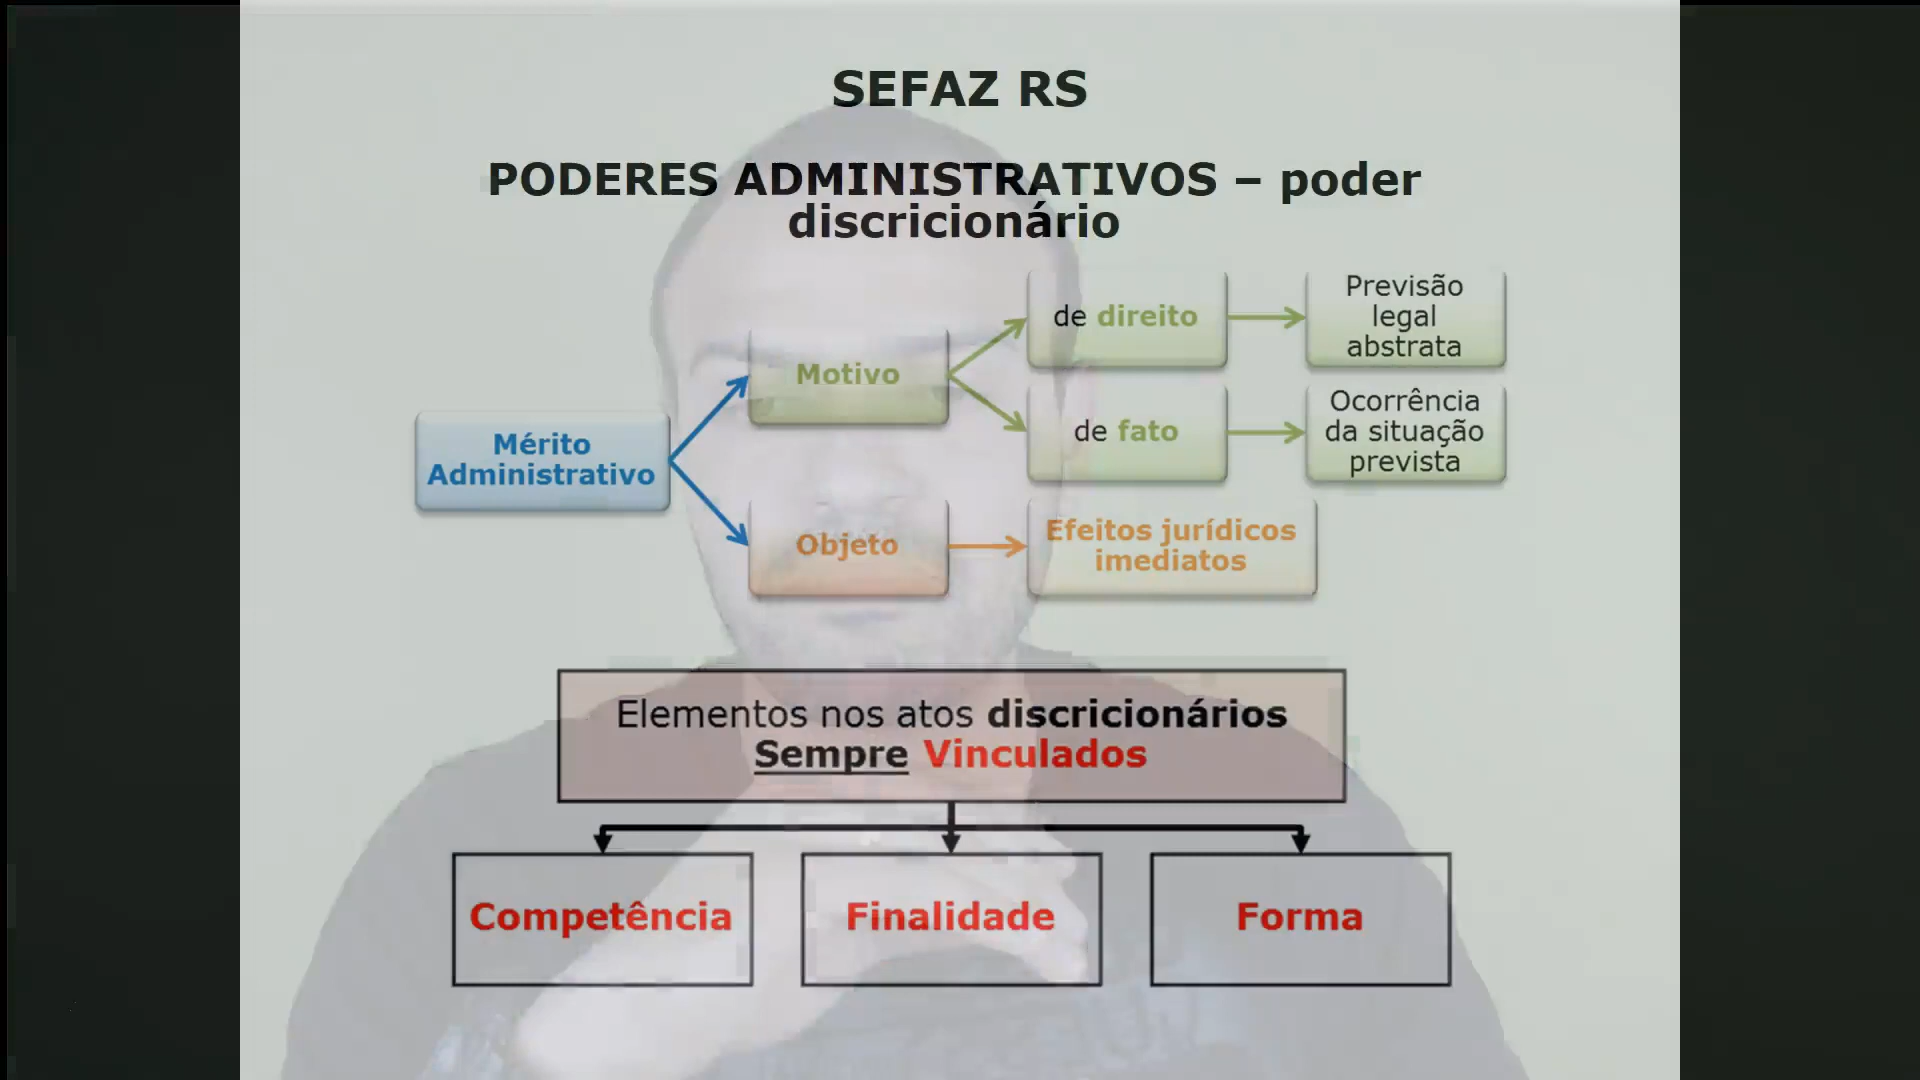 SEFAZ RS
PODERES ADMINISTRATIVOS – poder
discricionário
Mérito
Administrativo
Motivo
de direito
Previsão
legal
abstrata
de fato
Ocorrência
da situação
prevista
Objeto
Efeitos jurídicos
imediatos
Elementos nos atos discricionários
Sempre Vinculados
Competência
Finalidade
Forma